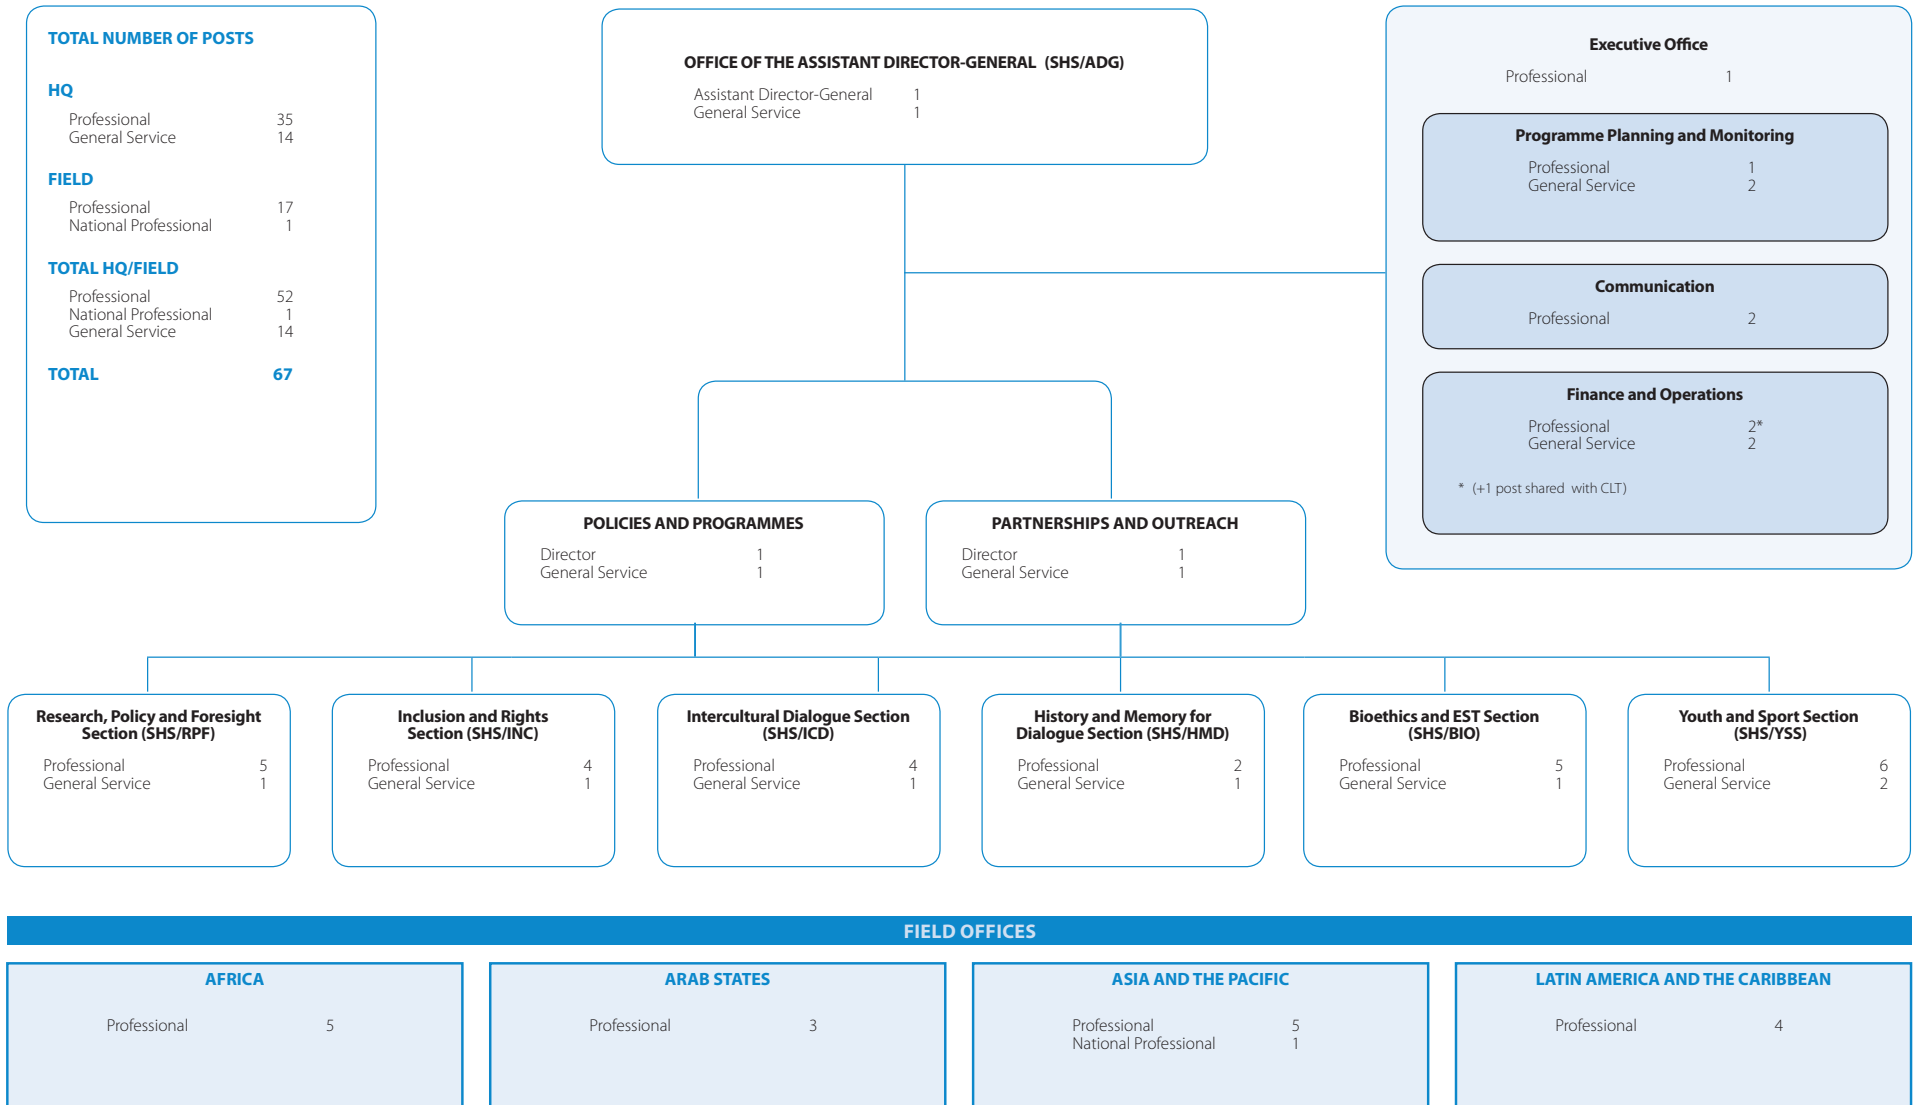 TOTAL NUMBER OF POSTS
HQ
Professional 35
General Service 14
FIELD
Professional 17
National Professional 1
TOTAL HQ/FIELD
Professional 52
National Professional 1
General Service 14
TOTAL 67
OFFICE OF THE ASSISTANT DIRECTOR-GENERAL (SHS/ADG)
Assistant Director-General 1
General Service 1
Executive Office
Professional 1
Programme Planning and Monitoring
Professional 1
General Service 2
Communication
Professional 2
Finance and Operations
Professional 2*
General Service 2
* (+1 post shared with CLT)
POLICIES AND PROGRAMMES
Director 1
General Service 1
PARTNERSHIPS AND OUTREACH
Director 1
General Service 1
Research, Policy and Foresight
Section (SHS/RPF)
Professional 5
General Service 1
Inclusion and Rights
Section (SHS/INC)
Professional 4
General Service 1
Intercultural Dialogue Section
(SHS/ICD)
Professional 4
General Service 1
History and Memory for
Dialogue Section (SHS/HMD)
Professional 2
General Service 1
Bioethics and EST Section
(SHS/BIO)
Professional 5
General Service 1
Youth and Sport Section
(SHS/YSS)
Professional 6
General Service 2
FIELD OFFICES
AFRICA
Professional 5
ARAB STATES
Professional 3
ASIA AND THE PACIFIC
Professional 5
National Professional 1
LATIN AMERICA AND THE CARIBBEAN
Professional 4